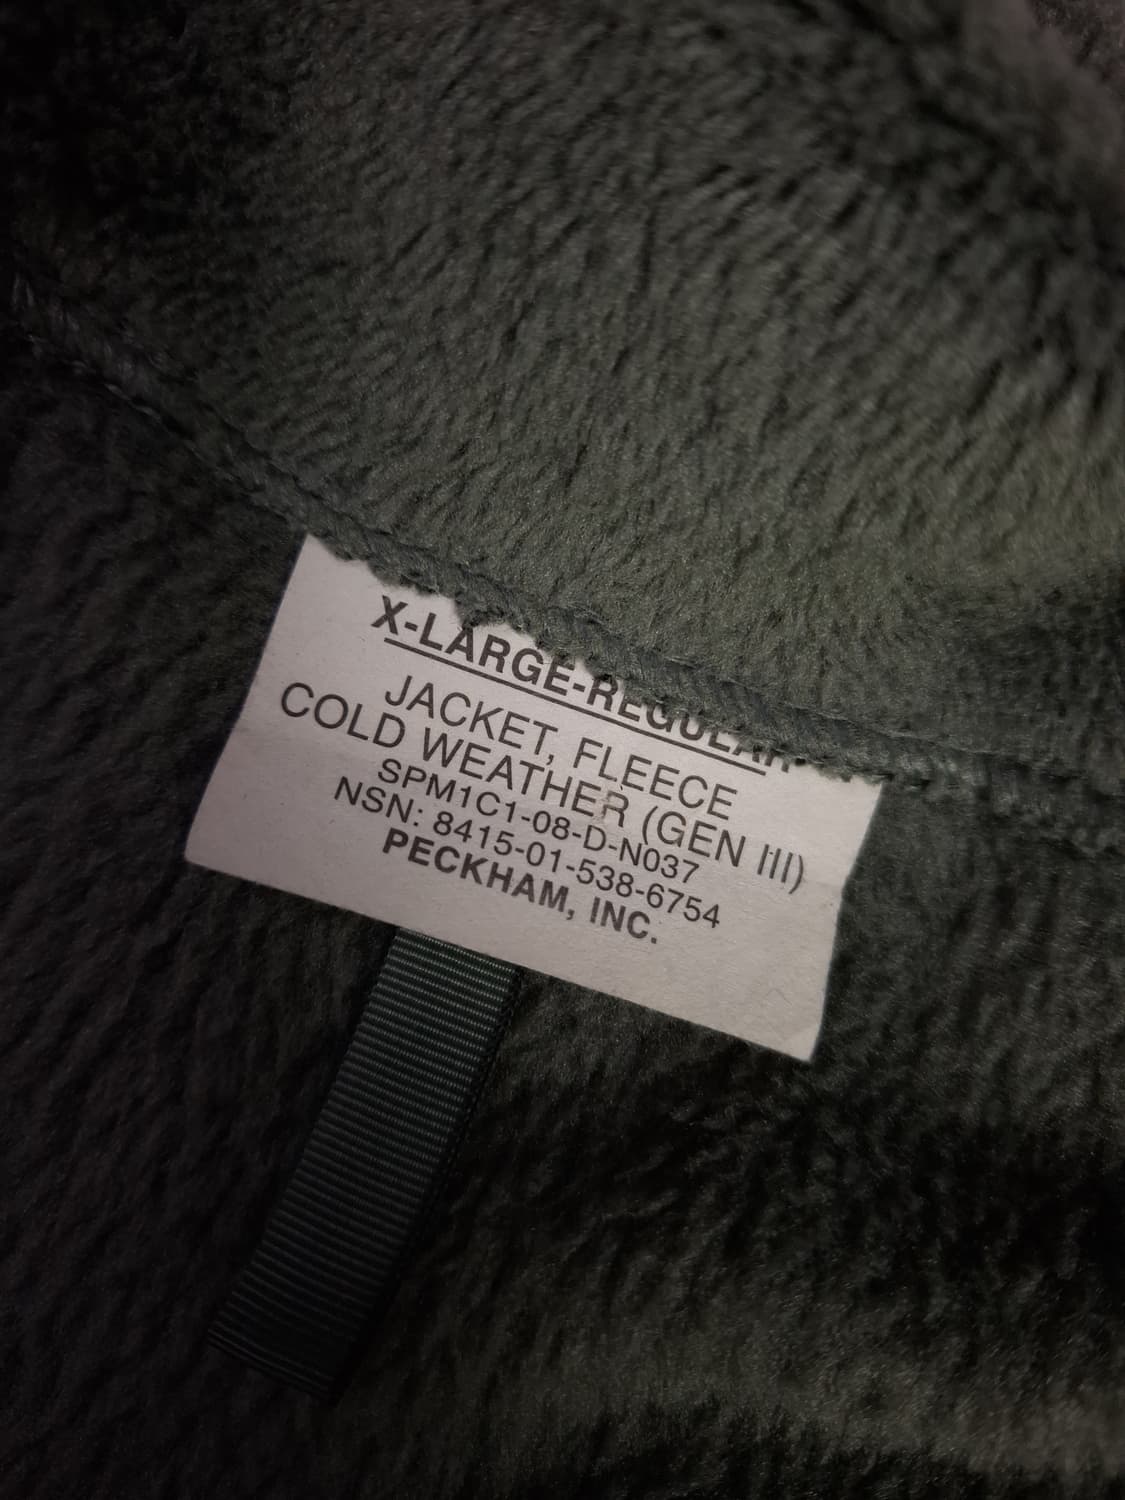 X-LARGE-REGULAR
JACKET, FLEECE
COLD WEATHER (GEN III)
SPM1C1-08-D-N037
NSN: 8415-01-538-6754
PECKHAM, INC.